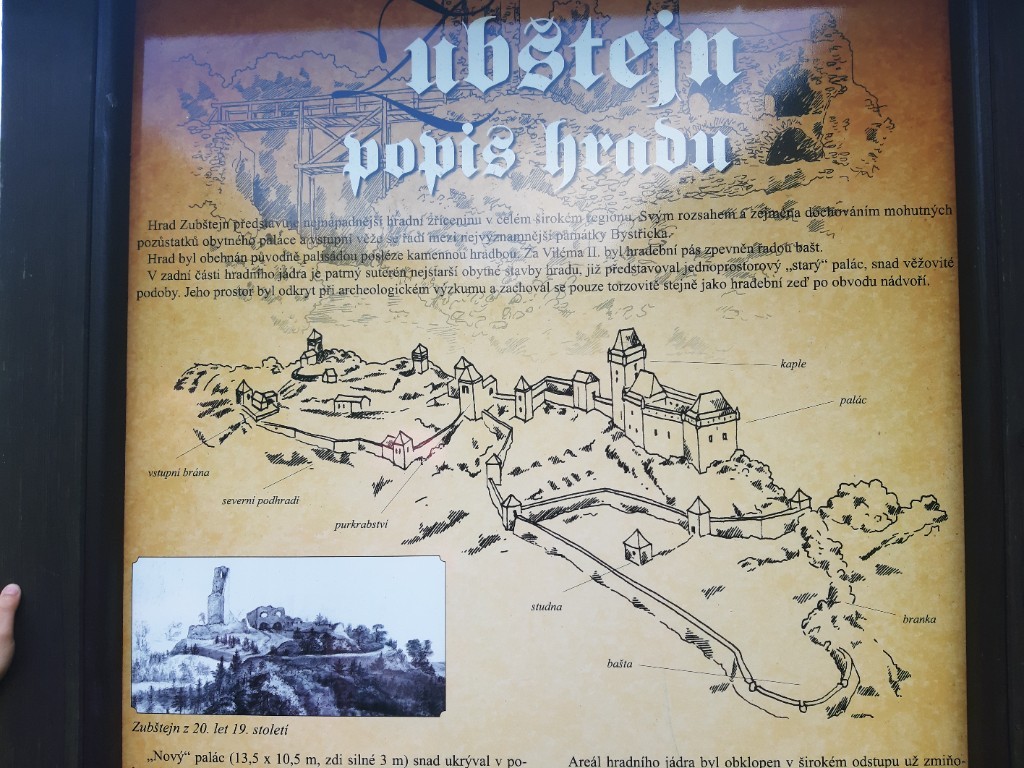 Zubštejn
popis hradu
Hrad Zubštejn představuje nejnápadnější hradní zříceninu v celém širokém regionu. Svým rozsahem a zejména dochováním mohutných
pozůstatků obytného paláce a vstupní věže se řadí mezi nejvýznamnější památky Bystřicka.
Hrad byl obehnán původně palisádou posléze kamennou hradbou. Za Viléma II. byl hradební pás zpevněn řadou bašt.
V zadní části hradního jádra je patrný suterén nejstarší obytné stavby hradu, již představoval jednoprostorový „starý“ palác, snad věžovité
podoby. Jeho prostor byl odkryt při archeologickém výzkumu a zachoval se pouze torzovitě stejně jako hradební zeď po obvodu nádvoří.
kaple
palác
vstupní brána
severní podhradí
purkrabství
studna
branka
bašta
Zubštejn z 20. let 19. století
„Nový“ palác (13,5 x 10,5 m, zdi silné 3 m) snad ukrýval v po-
Areál hradního jádra byl obklopen v širokém odstupu už zmiňo-